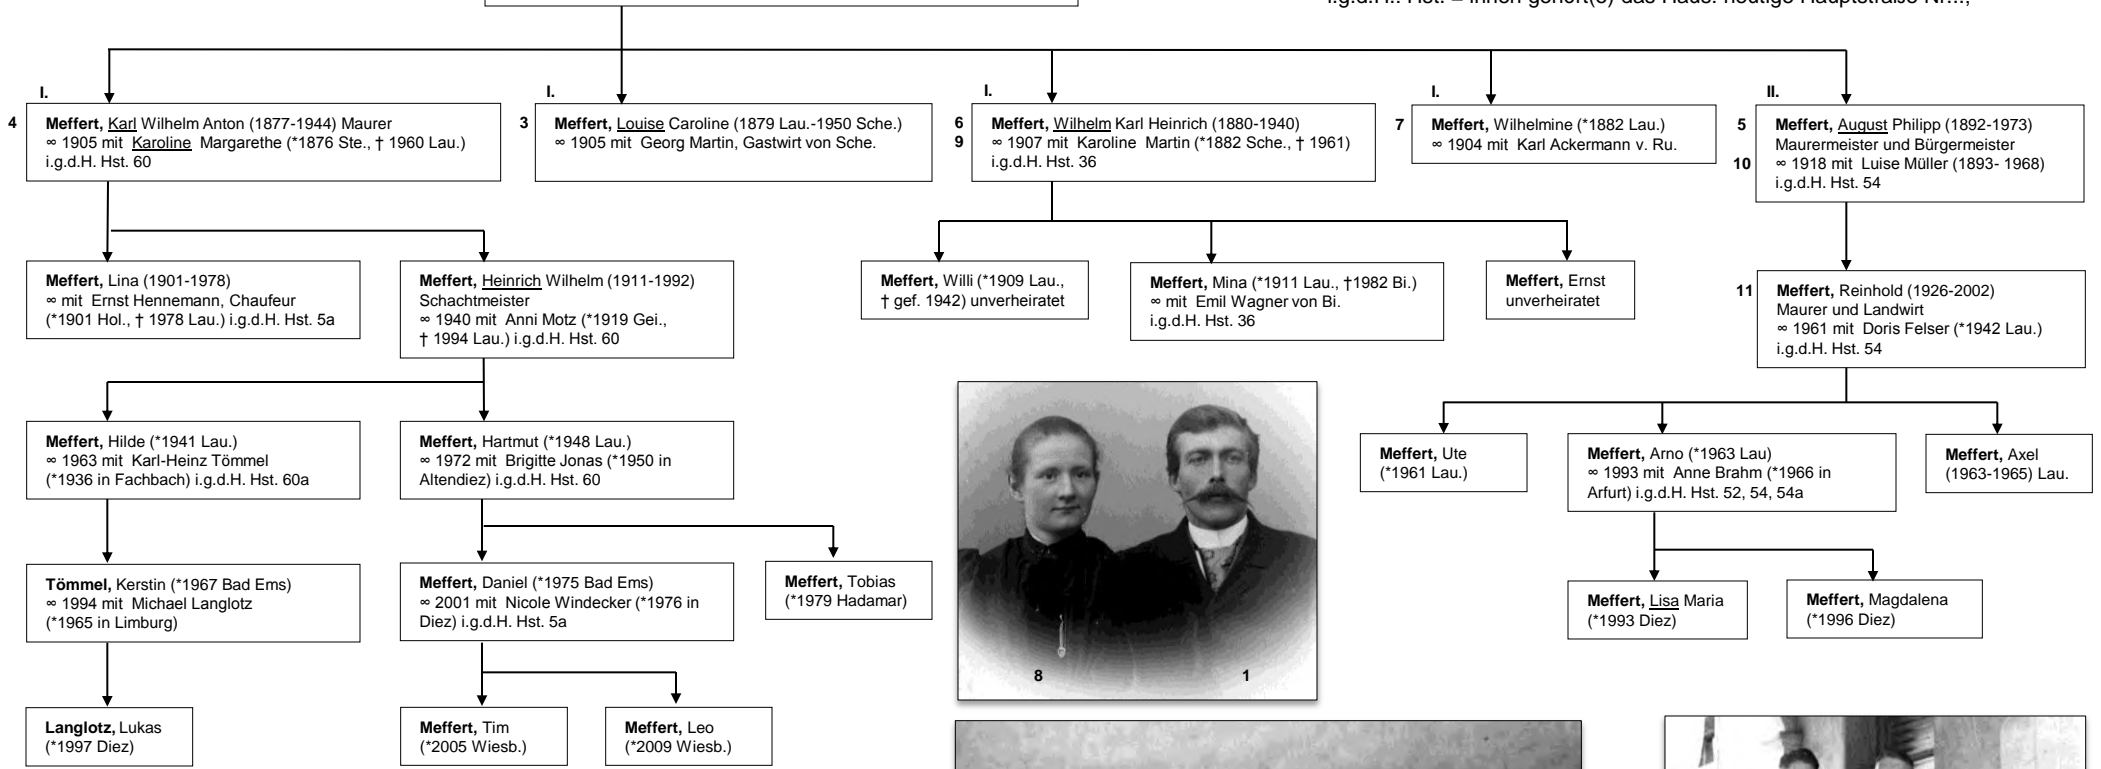 i.g.d.H.. Hst. = Ihnen gehört(e) das Haus: heutige Hauptstraße Nr...,
I.
4
Meffert, Karl Wilhelm Anton (1877-1944) Maurer
∞ 1905 mit Karoline Margarethe (*1876 Ste., † 1960 Lau.)
i.g.d.H. Hst. 60
I.
3
Meffert, Louise Caroline (1879 Lau.-1950 Sche.)
∞ 1905 mit Georg Martin, Gastwirt von Sche.
I.
6
9
Meffert, Wilhelm Karl Heinrich (1880-1940)
∞ 1907 mit Karoline Martin (*1882 Sche., † 1961)
i.g.d.H. Hst. 36
I.
7
Meffert, Wilhelmine (*1882 Lau.)
∞ 1904 mit Karl Ackermann v. Ru.
II.
5
10
Meffert, August Philipp (1892-1973)
Maurermeister und Bürgermeister
∞ 1918 mit Luise Müller (1893- 1968)
i.g.d.H. Hst. 54
Meffert, Lina (1901-1978)
∞ mit Ernst Hennemann, Chaufeur
(*1901 Hol., † 1978 Lau.) i.g.d.H. Hst. 5a
Meffert, Heinrich Wilhelm (1911-1992)
Schachtmeister
∞ 1940 mit Anni Motz (*1919 Gei.,
† 1994 Lau.) i.g.d.H. Hst. 60
Meffert, Willi (*1909 Lau.,
† gef. 1942) unverheiratet
Meffert, Mina (*1911 Lau., †1982 Bi.)
∞ mit Emil Wagner von Bi.
i.g.d.H. Hst. 36
Meffert, Ernst
unverheiratet
11
Meffert, Reinhold (1926-2002)
Maurer und Landwirt
∞ 1961 mit Doris Felser (*1942 Lau.)
i.g.d.H. Hst. 54
Meffert, Hilde (*1941 Lau.)
∞ 1963 mit Karl-Heinz Tömmel
(*1936 in Fachbach) i.g.d.H. Hst. 60a
Meffert, Hartmut (*1948 Lau.)
∞ 1972 mit Brigitte Jonas (*1950 in
Altendiez) i.g.d.H. Hst. 60
Meffert, Ute
(*1961 Lau.)
Meffert, Arno (*1963 Lau)
∞ 1993 mit Anne Brahm (*1966 in
Arfurt) i.g.d.H. Hst. 52, 54, 54a
Meffert, Axel
(1963-1965) Lau.
Tömmel, Kerstin (*1967 Bad Ems)
∞ 1994 mit Michael Langlotz
(*1965 in Limburg)
Meffert, Daniel (*1975 Bad Ems)
∞ 2001 mit Nicole Windecker (*1976 in
Diez) i.g.d.H. Hst. 5a
Meffert, Tobias
(*1979 Hadamar)
Meffert, Lisa Maria
(*1993 Diez)
Meffert, Magdalena
(*1996 Diez)
8
1
Langlotz, Lukas
(*1997 Diez)
Meffert, Tim
(*2005 Wiesb.)
Meffert, Leo
(*2009 Wiesb.)